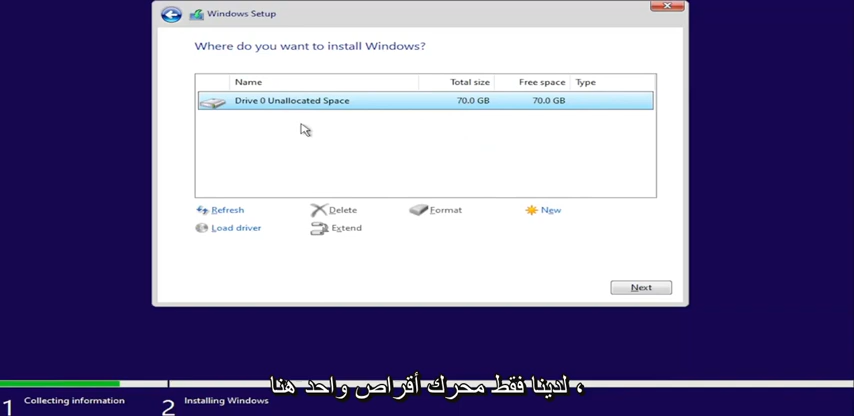 Windows Setup
Where do you want to install Windows?
Name Total size Free space Type
Drive 0 Unallocated Space 70.0 GB 70.0 GB
Refresh Delete Format New
Load driver Extend
Next
، لدينا فقط محرك أقراص واحد هنا
1 Collecting information 2 Installing Windows